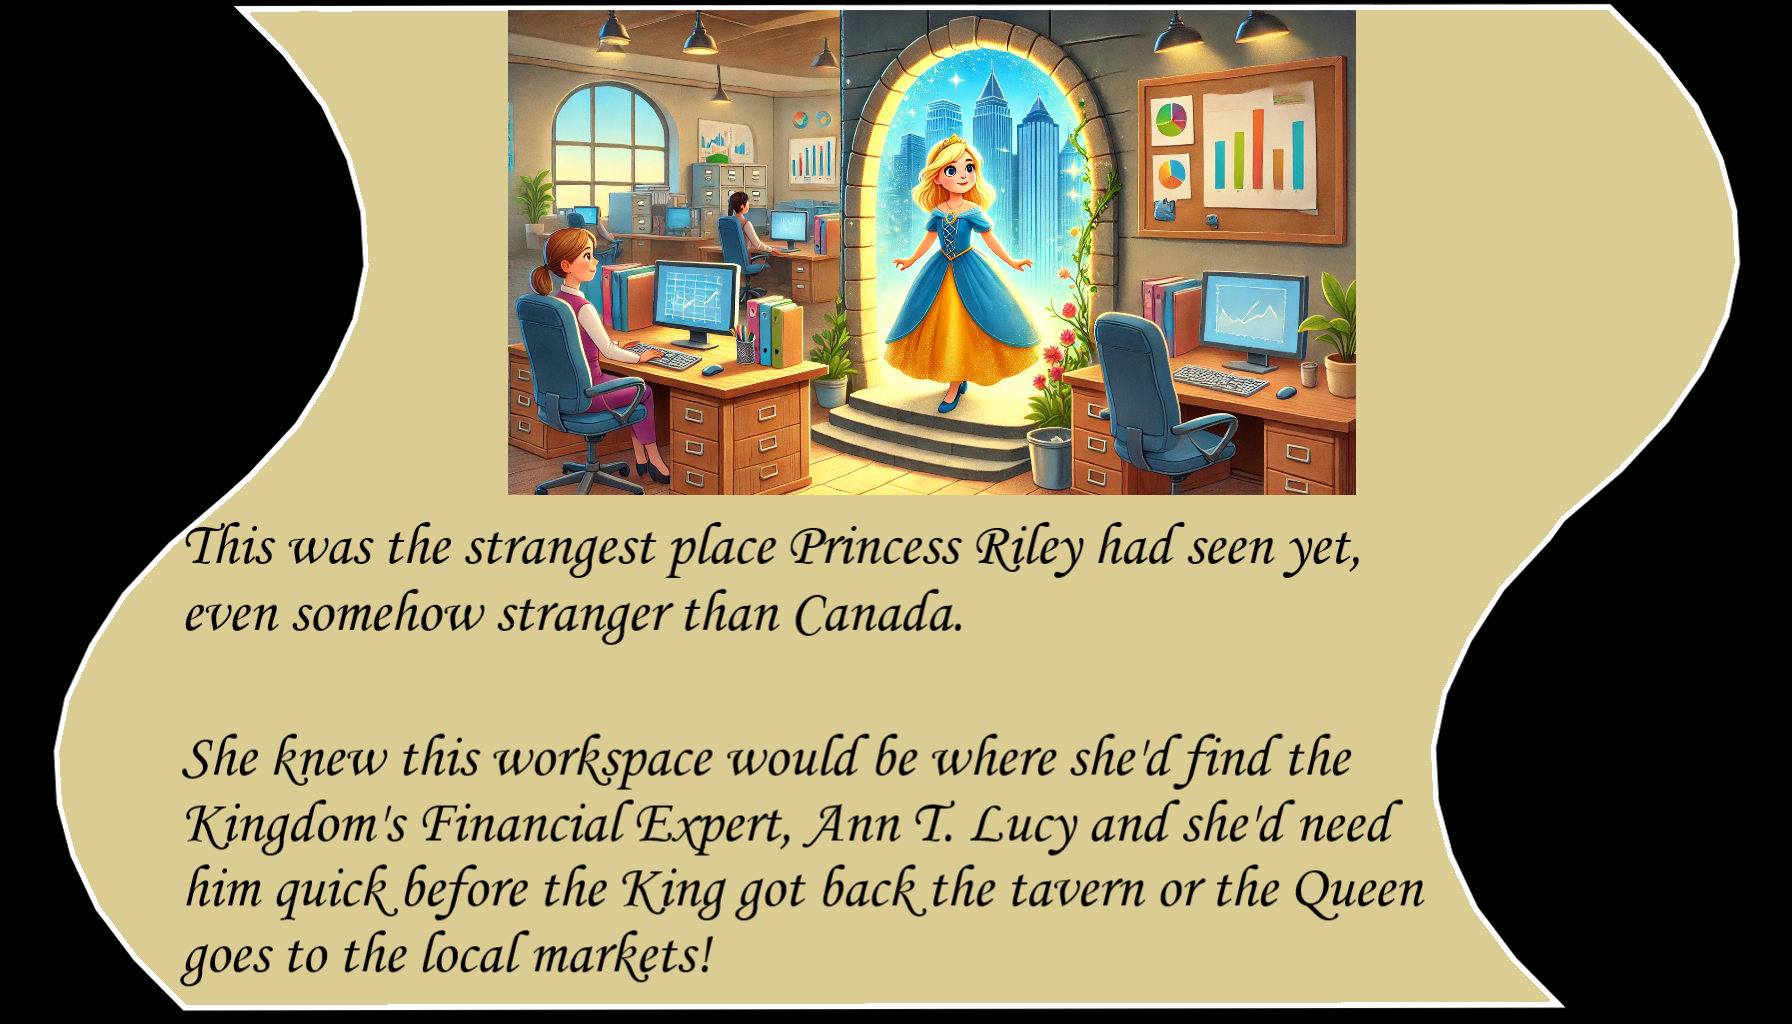 This was the strangest place Princess Riley had seen yet,
even somehow stranger than Canada.
She knew this workspace would be where she'd find the
Kingdom's Financial Expert, Ann T. Lucy and she'd need
him quick before the King got back the tavern or the Queen
goes to the local markets!